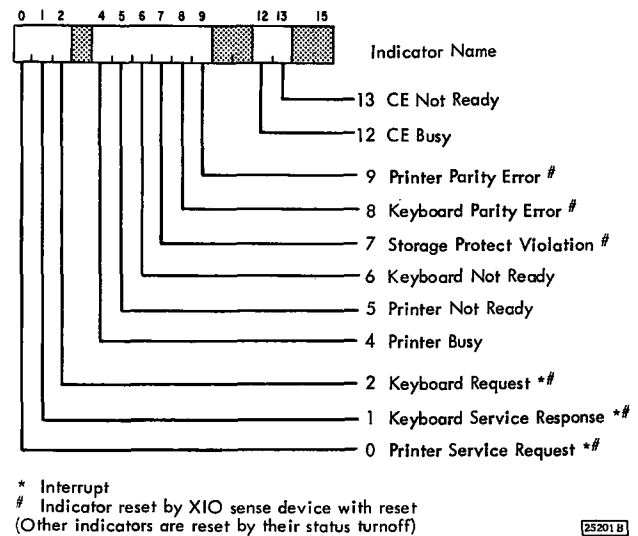 0 1 2 4 5 6 7 8 9 12 13 15
Indicator Name
13 CE Not Ready
12 CE Busy
9 Printer Parity Error #
8 Keyboard Parity Error #
7 Storage Protect Violation #
6 Keyboard Not Ready
5 Printer Not Ready
4 Printer Busy
2 Keyboard Request *#
1 Keyboard Service Response *#
0 Printer Service Request *#
* Interrupt
# Indicator reset by XIO sense device with reset
(Other indicators are reset by their status turnoff)
25201 B